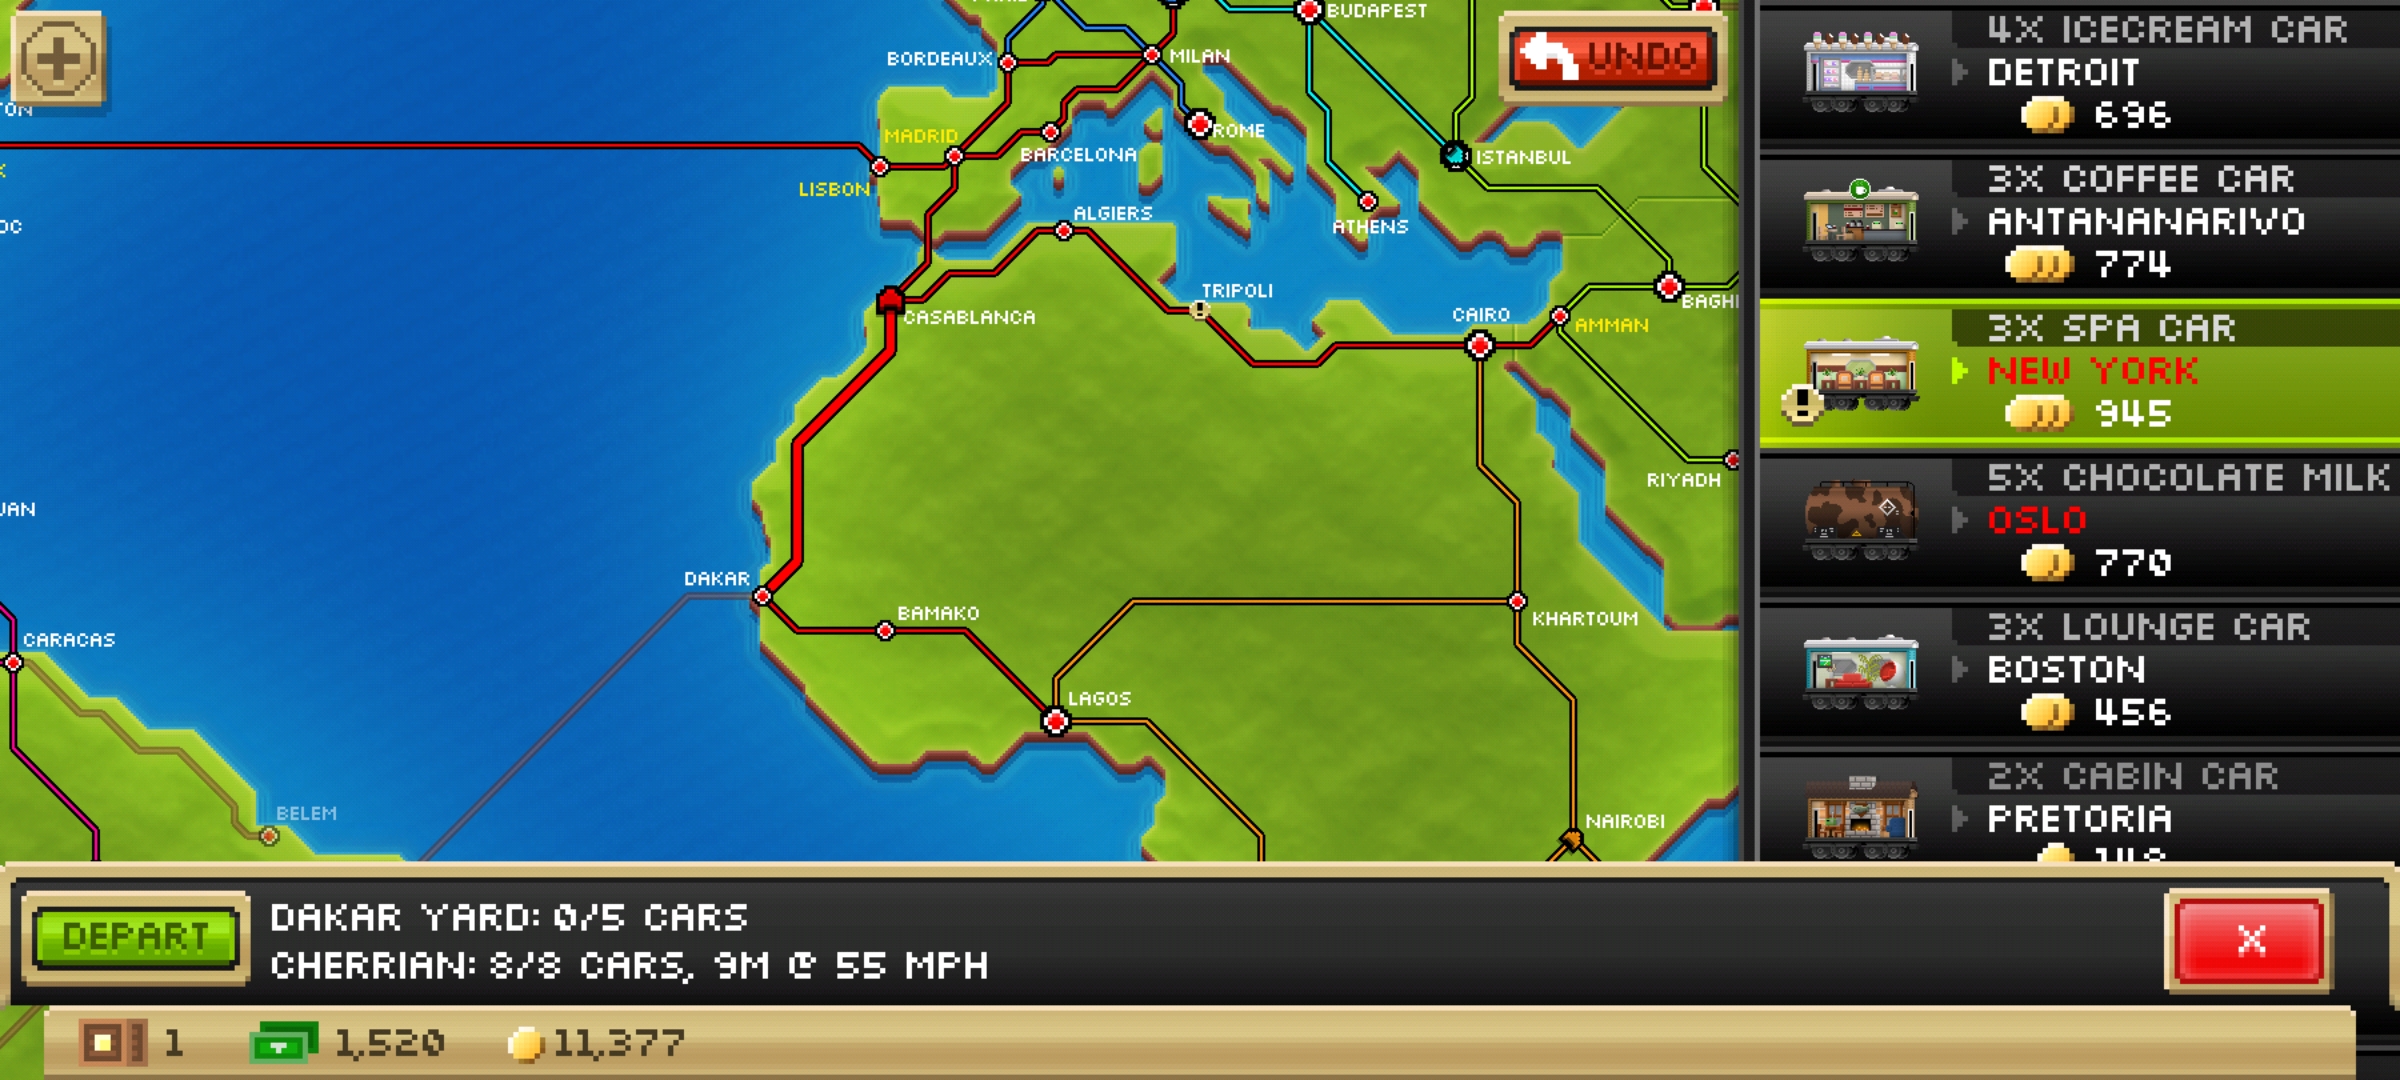 BUDAPEST
BORDEAUX
MILAN
UNDO
MADRID
ROME
BARCELONA
ISTANBUL
LISBON
ALGIERS
ATHENS
TRIPOLI
BAGH
CASABLANCA
CAIRO
AMMAN
RIYADH
DAKAR
BAMAKO
KHARTOUM
CARACAS
LAGOS
BELEM
NAIROBI
4X ICECREAM CAR
DETROIT
696
3X COFFEE CAR
ANTANANARIVO
774
3X SPA CAR
NEW YORK
945
5X CHOCOLATE MILK
OSLO
770
3X LOUNGE CAR
BOSTON
456
2X CABIN CAR
PRETORIA
DEPART
DAKAR YARD: 0/5 CARS
CHERRIAN: 8/8 CARS, 9M @ 55 MPH
X
1
1,520
11,377